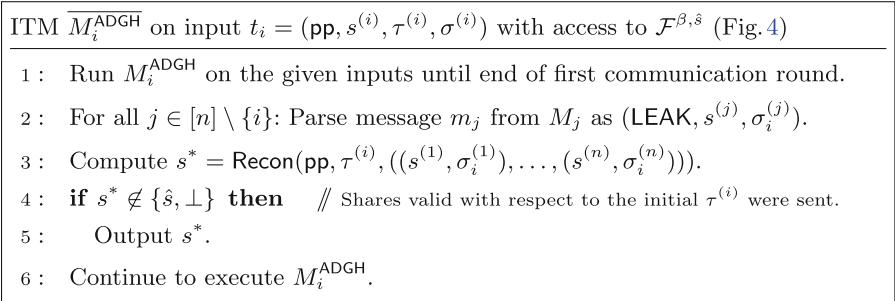 ITM $\overline{M_i^{\mathsf{ADGH}}}$ on input $t_i = (\mathsf{pp}, s^{(i)}, \tau^{(i)}, \sigma^{(i)})$ with access to $\mathcal{F}^{\beta,\hat{s}}$ (Fig. 4)
1 : Run $M_i^{\mathsf{ADGH}}$ on the given inputs until end of first communication round.
2 : For all $j \in [n] \setminus \{i\}$: Parse message $m_j$ from $M_j$ as $(\mathsf{LEAK}, s^{(j)}, \sigma_i^{(j)})$.
3 : Compute $s^* = \mathsf{Recon}(\mathsf{pp}, \tau^{(i)}, ((s^{(1)}, \sigma_i^{(1)}), \ldots, (s^{(n)}, \sigma_i^{(n)})))$.
4 : if $s^* \notin \{\hat{s}, \bot\}$ then // Shares valid with respect to the initial $\tau^{(i)}$ were sent.
5 : Output $s^*$.
6 : Continue to execute $M_i^{\mathsf{ADGH}}$.